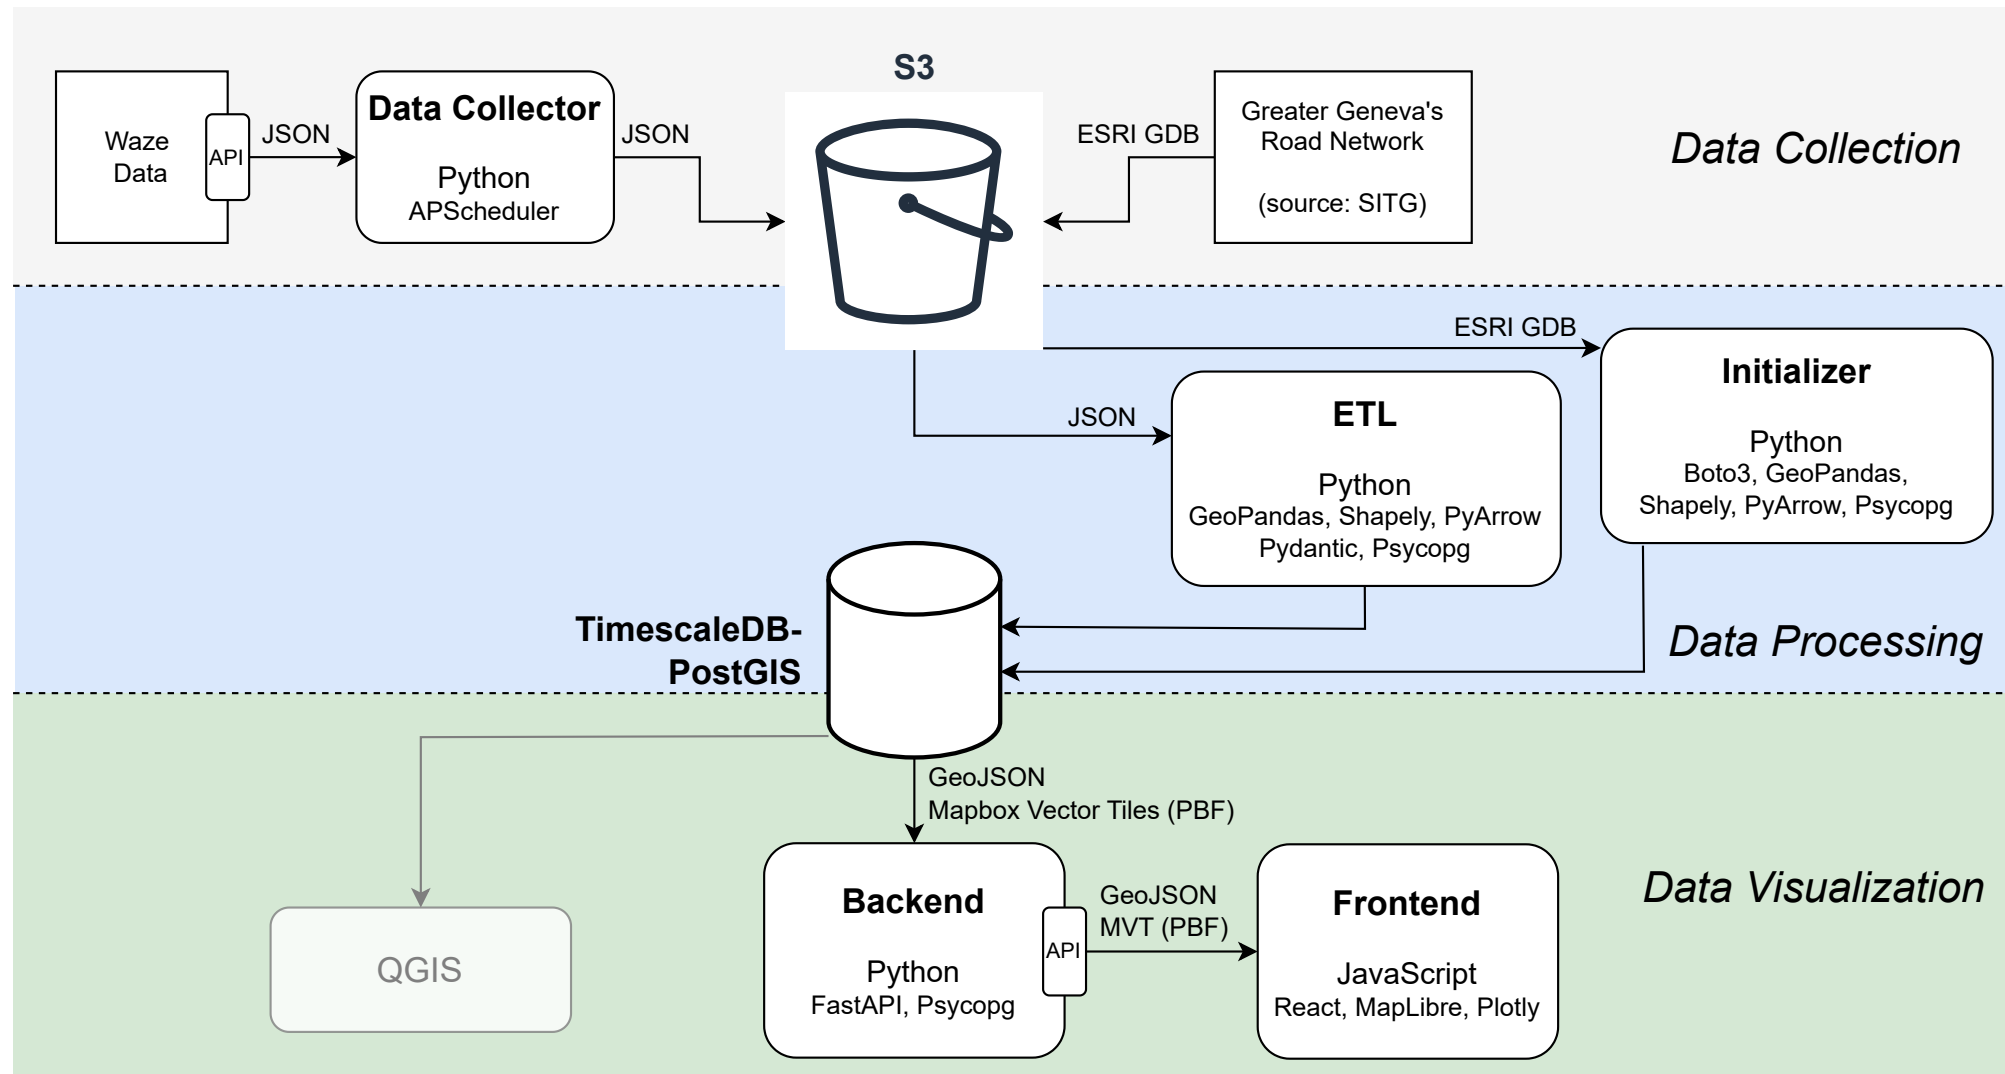 S3
Waze
Data
API
JSON
Data Collector
Python
APScheduler
JSON
ESRI GDB
Greater Geneva's
Road Network
(source: SITG)
Data Collection
ESRI GDB
Initializer
Python
Boto3, GeoPandas,
Shapely, PyArrow, Psycopg
JSON
ETL
Python
GeoPandas, Shapely, PyArrow
Pydantic, Psycopg
TimescaleDB-
PostGIS
Data Processing
GeoJSON
Mapbox Vector Tiles (PBF)
QGIS
Backend
Python
FastAPI, Psycopg
API
GeoJSON
MVT (PBF)
Frontend
JavaScript
React, MapLibre, Plotly
Data Visualization